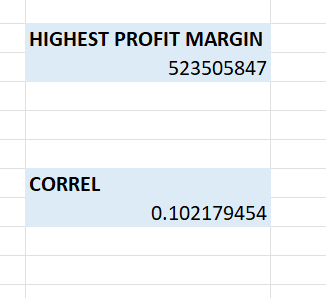 HIGHEST PROFIT MARGIN
523505847
CORREL
0.102179454